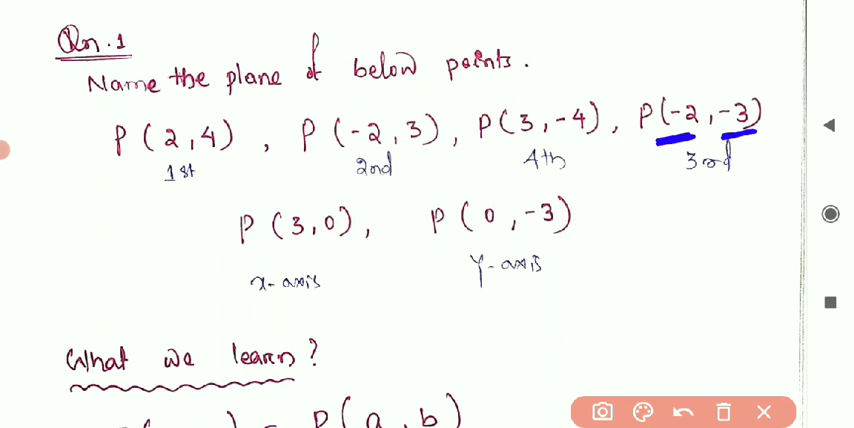 Qn.1
Name the plane of below points.
P(2,4), P(-2,3), P(3,-4), P(-2,-3)
1st 2nd 4th 3rd
P(3,0), P(0,-3)
x-axis Y-axis
What we learn?
P(a,b)